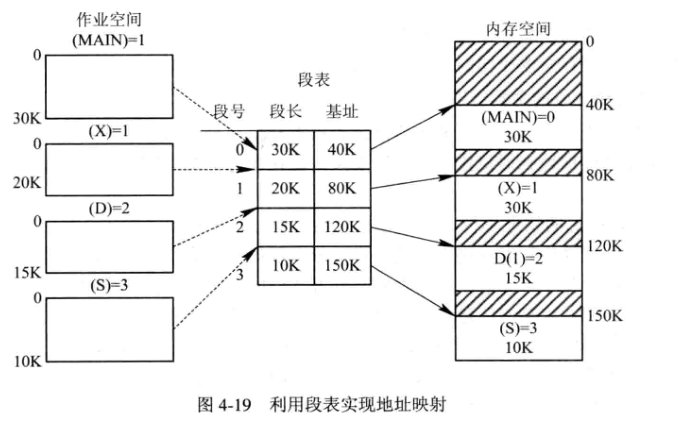 作业空间
(MAIN)=1
0
30K
(X)=1
0
20K
(D)=2
0
15K
(S)=3
0
10K
段表
段号 段长 基址
0 30K 40K
1 20K 80K
2 15K 120K
3 10K 150K
内存空间
0
40K
(MAIN)=0
30K
80K
(X)=1
30K
120K
D(1)=2
15K
150K
(S)=3
10K
图 4-19 利用段表实现地址映射